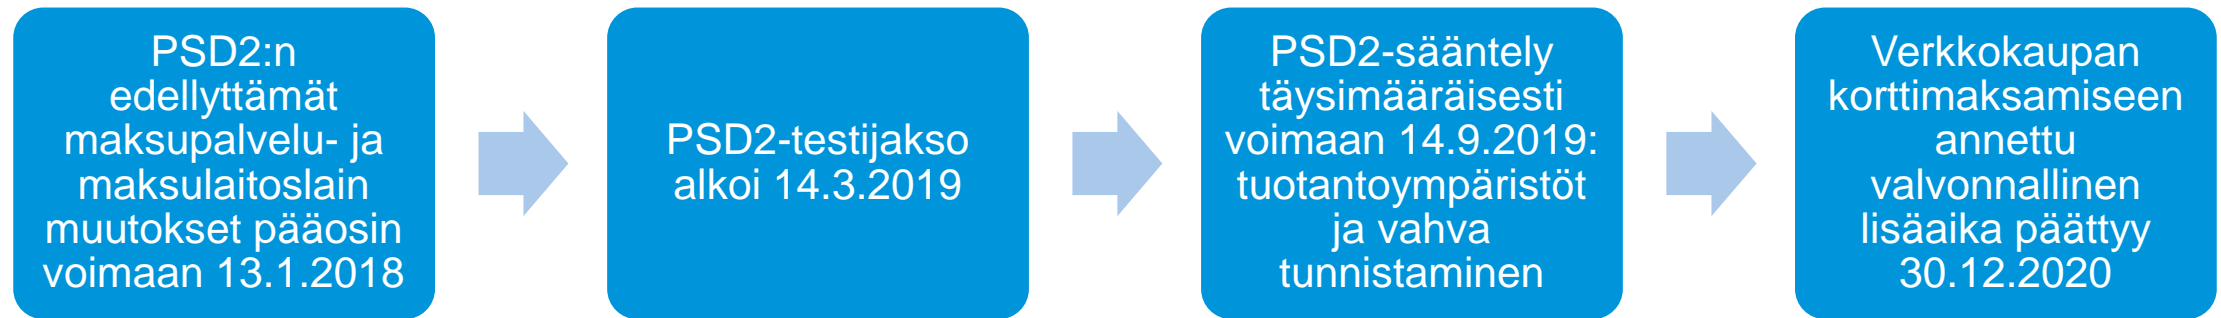 PSD2:n
edellyttämät
maksupalvelu- ja
maksulaitoslain
muutokset pääosin
voimaan 13.1.2018
PSD2-testijakso
alkoi 14.3.2019
PSD2-sääntely
täysimääräisesti
voimaan 14.9.2019:
tuotantoympäristöt
ja vahva
tunnistaminen
Verkkokaupan
korttimaksamiseen
annettu
valvonnallinen
lisäaika päättyy
30.12.2020